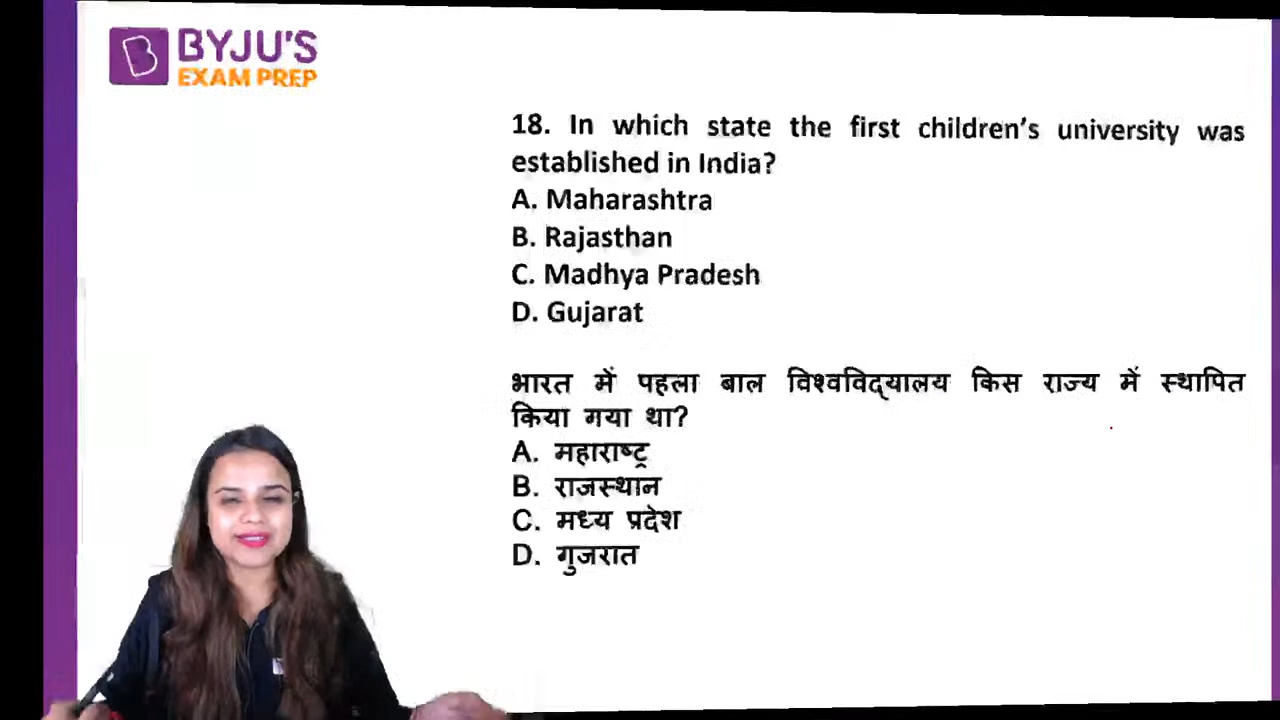 BYJU'S
EXAM PREP
18. In which state the first children's university was
established in India?
A. Maharashtra
B. Rajasthan
C. Madhya Pradesh
D. Gujarat
भारत में पहला बाल विश्वविद्यालय किस राज्य में स्थापित
किया गया था?
A. महाराष्ट्र
B. राजस्थान
C. मध्य प्रदेश
D. गुजरात